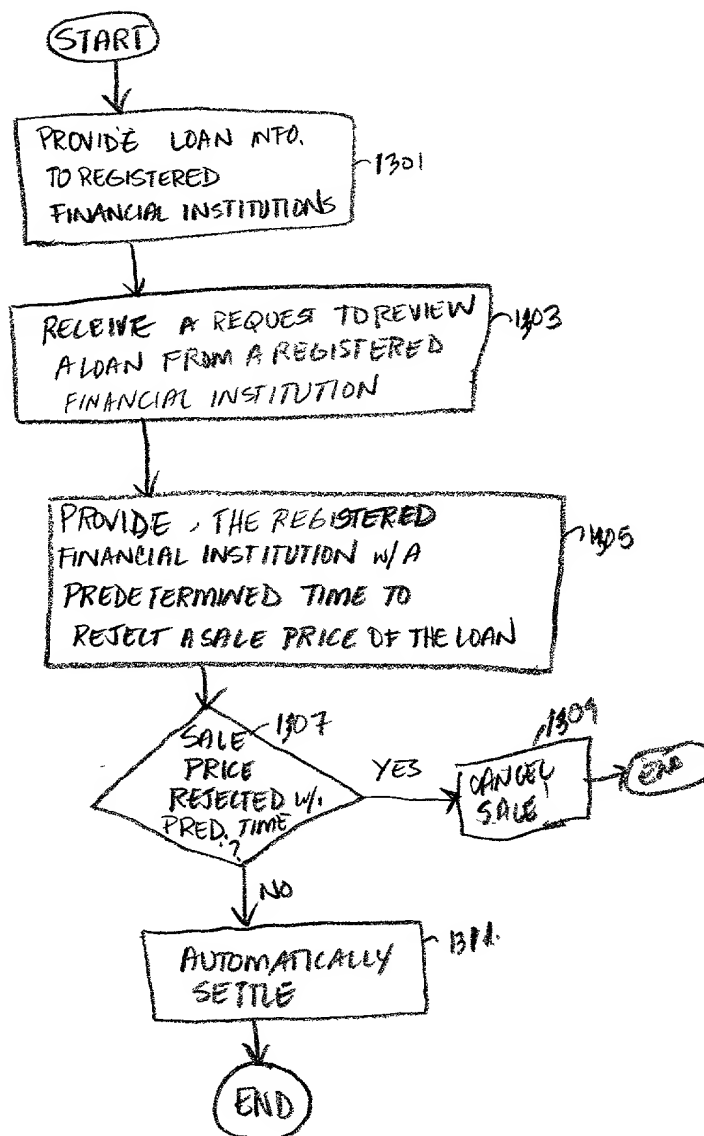 START
PROVIDE LOAN INFO.
TO REGISTERED
FINANCIAL INSTITUTIONS
1301
RECEIVE A REQUEST TO REVIEW
A LOAN FROM A REGISTERED
FINANCIAL INSTITUTION
1303
PROVIDE, THE REGISTERED
FINANCIAL INSTITUTION W/A
PREDETERMINED TIME TO
REJECT A SALE PRICE OF THE LOAN
1305
SALE
PRICE
REJECTED W/.
PRED. TIME
?
1307
YES
CANCEL
SALE
1309
END
NO
AUTOMATICALLY
SETTLE
END